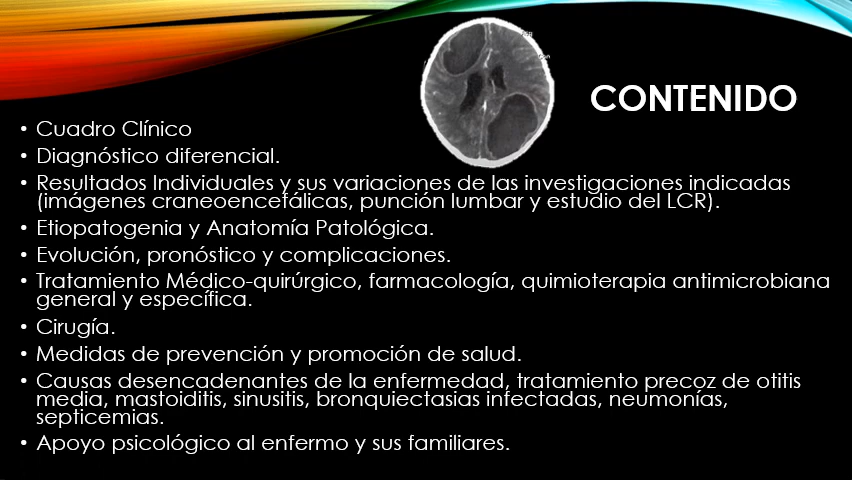 CONTENIDO
• Cuadro Clínico
• Diagnóstico diferencial.
• Resultados Individuales y sus variaciones de las investigaciones indicadas
(imágenes craneoencefálicas, punción lumbar y estudio del LCR).
• Etiopatogenia y Anatomía Patológica.
• Evolución, pronóstico y complicaciones.
• Tratamiento Médico-quirúrgico, farmacología, quimioterapia antimicrobiana
general y específica.
• Cirugía.
• Medidas de prevención y promoción de salud.
• Causas desencadenantes de la enfermedad, tratamiento precoz de otitis
media, mastoiditis, sinusitis, bronquiectasias infectadas, neumonías,
septicemias.
• Apoyo psicológico al enfermo y sus familiares.